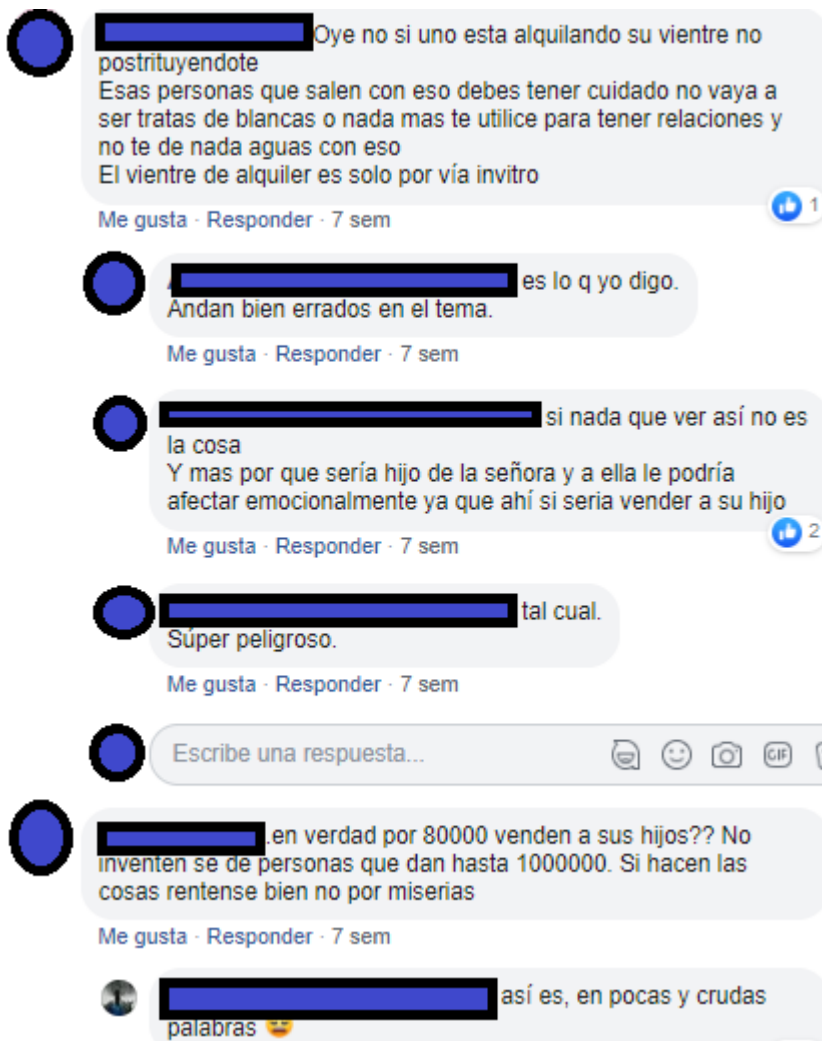 Oye no si uno esta alquilando su vientre no
postrituyendote
Esas personas que salen con eso debes tener cuidado no vaya a
ser tratas de blancas o nada mas te utilice para tener relaciones y
no te de nada aguas con eso
El vientre de alquiler es solo por vía invitro
1
Me gusta · Responder · 7 sem
es lo q yo digo.
Andan bien errados en el tema.
Me gusta · Responder · 7 sem
si nada que ver así no es
la cosa
Y mas por que sería hijo de la señora y a ella le podría
afectar emocionalmente ya que ahí si seria vender a su hijo
2
Me gusta · Responder · 7 sem
tal cual.
Súper peligroso.
Me gusta · Responder · 7 sem
Escribe una respuesta...
GIF
.en verdad por 80000 venden a sus hijos?? No
inventen se de personas que dan hasta 1000000. Si hacen las
cosas rentense bien no por miserias
Me gusta · Responder · 7 sem
así es, en pocas y crudas
palabras 😩